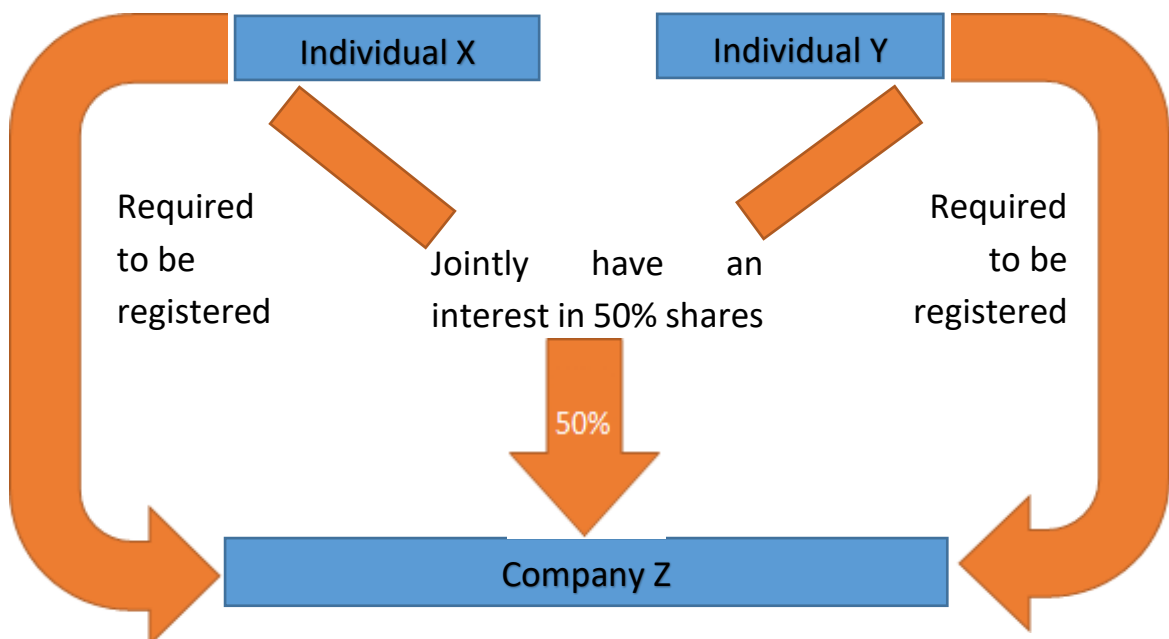 Individual X
Individual Y
Required
to be
registered
Jointly have an
interest in 50% shares
Required
to be
registered
50%
Company Z